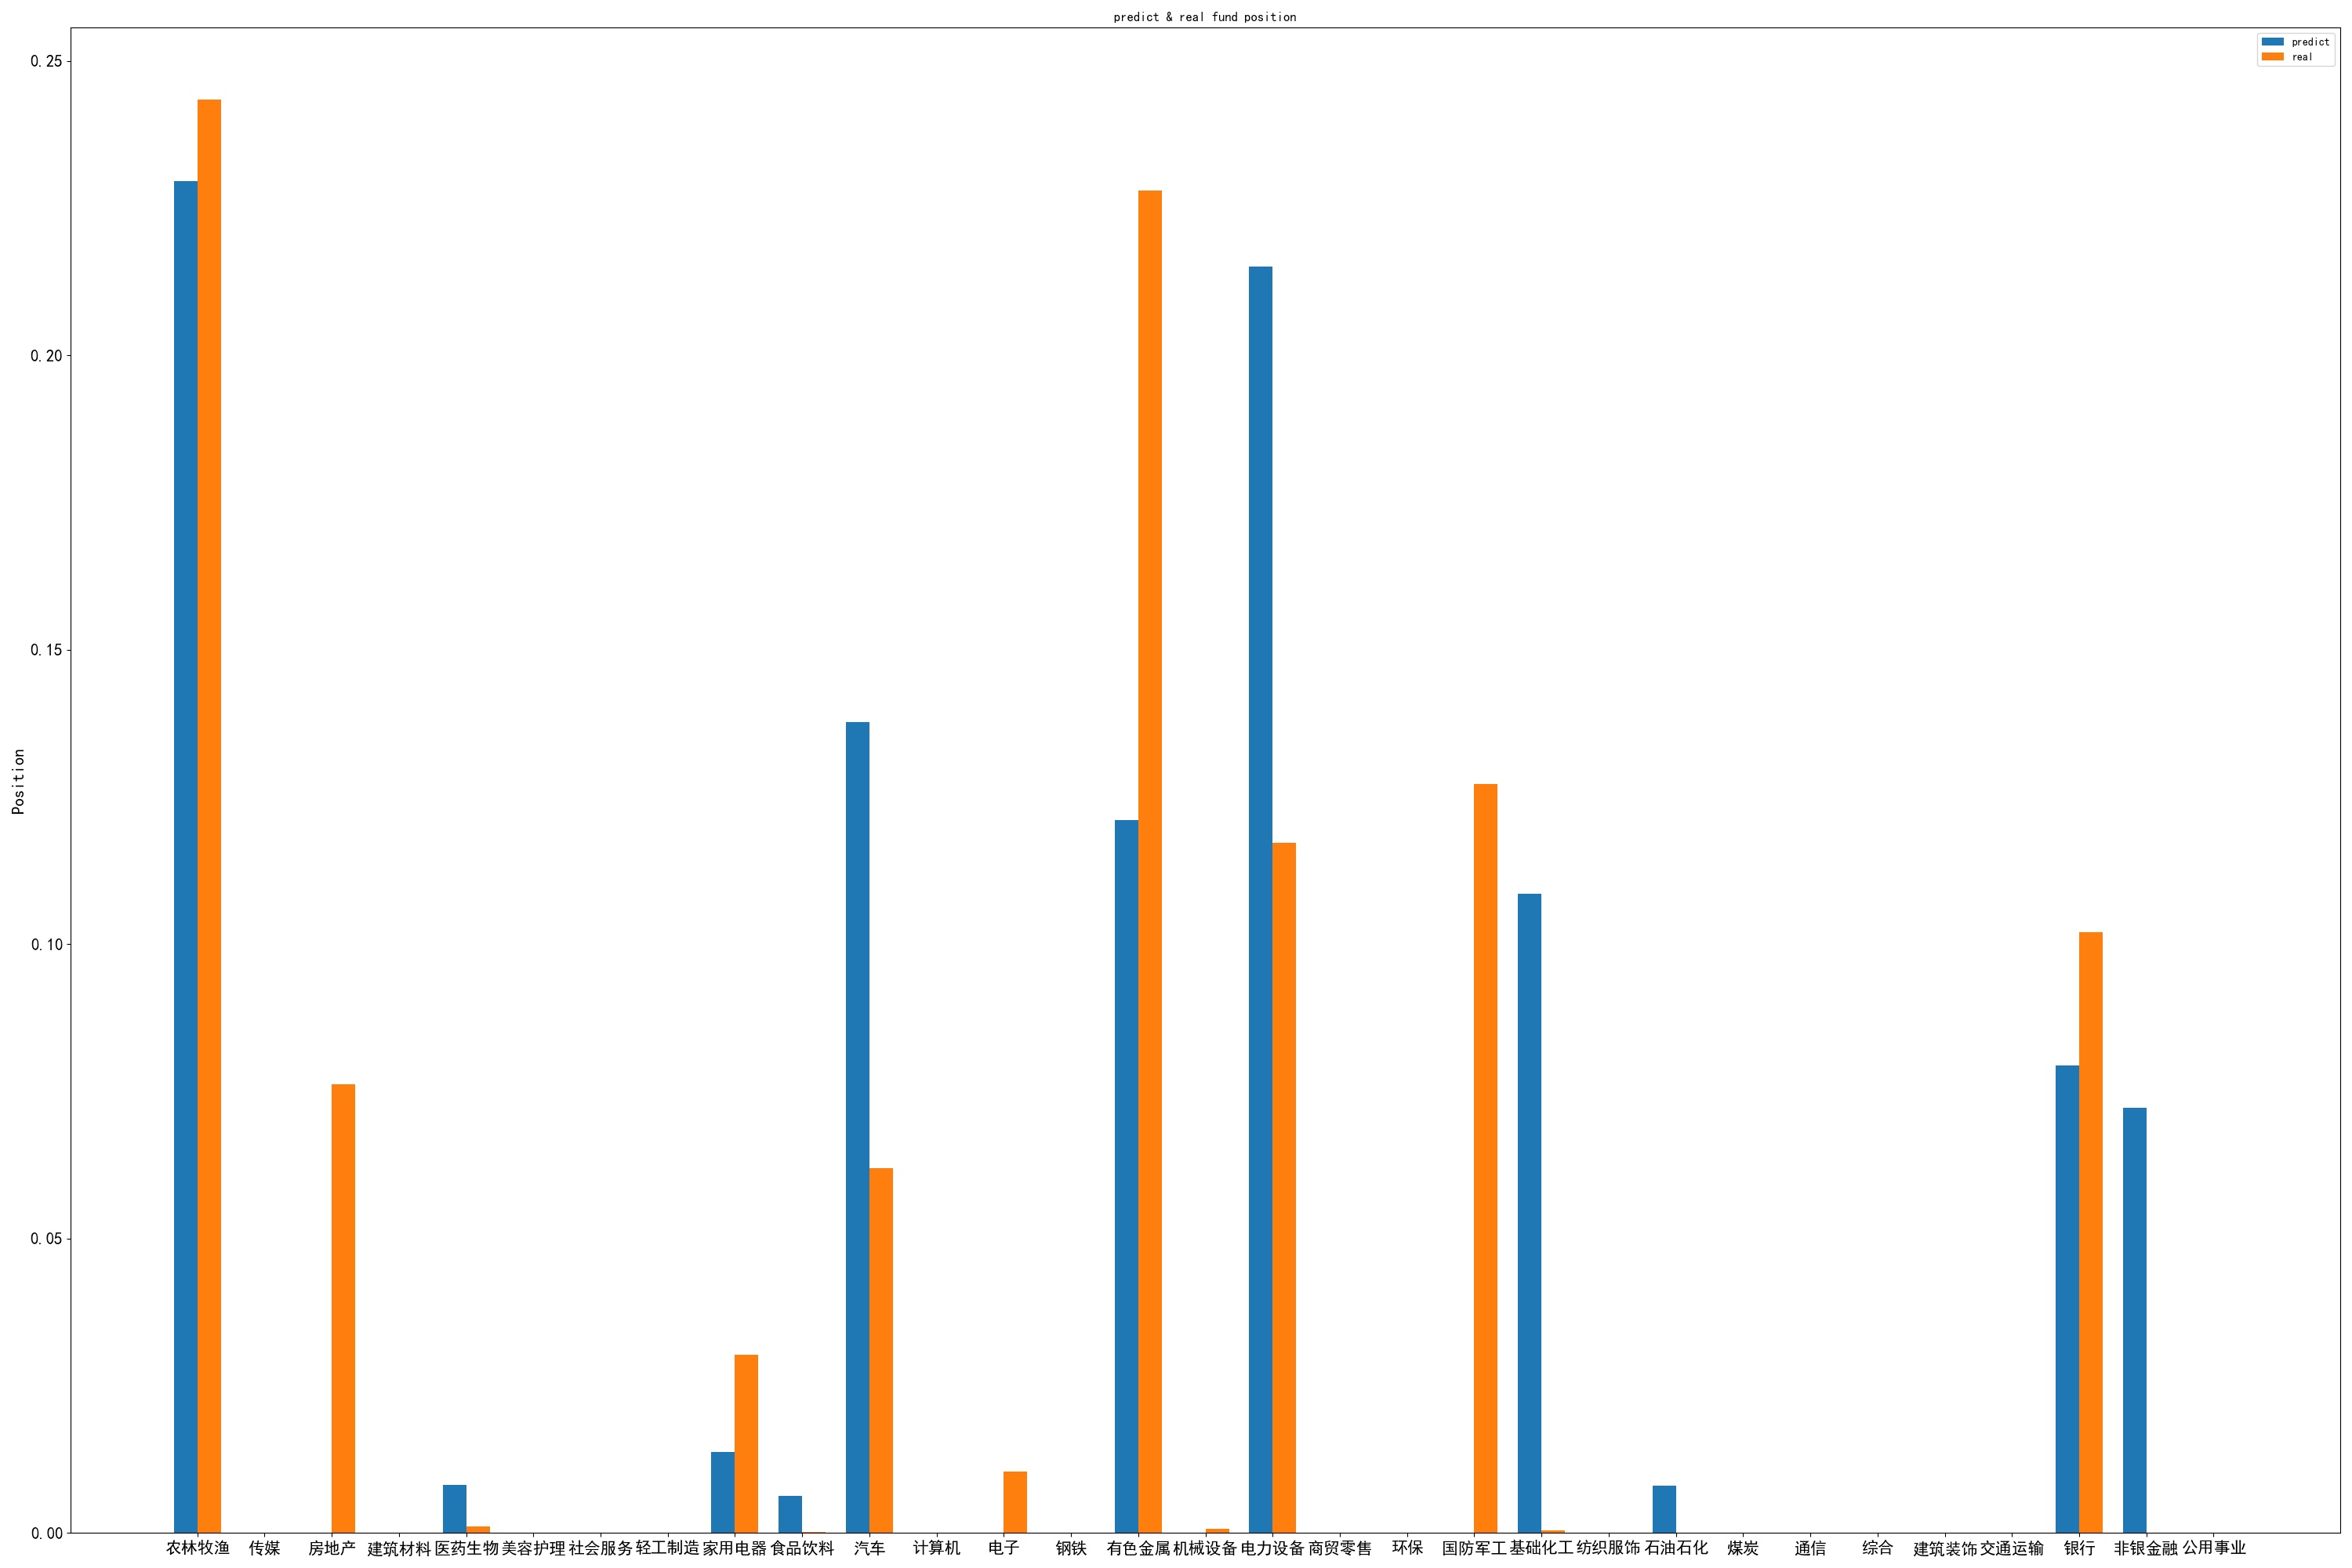 predict & real fund position
predict
real
0.25
0.20
0.15
0.10
0.05
0.00
Position
农林牧渔 传媒 房地产 建筑材料 医药生物 美容护理 社会服务 轻工制造 家用电器 食品饮料 汽车 计算机 电子 钢铁 有色金属 机械设备 电力设备 商贸零售 环保 国防军工 基础化工 纺织服饰 石油石化 煤炭 通信 综合 建筑装饰 交通运输 银行 非银金融 公用事业